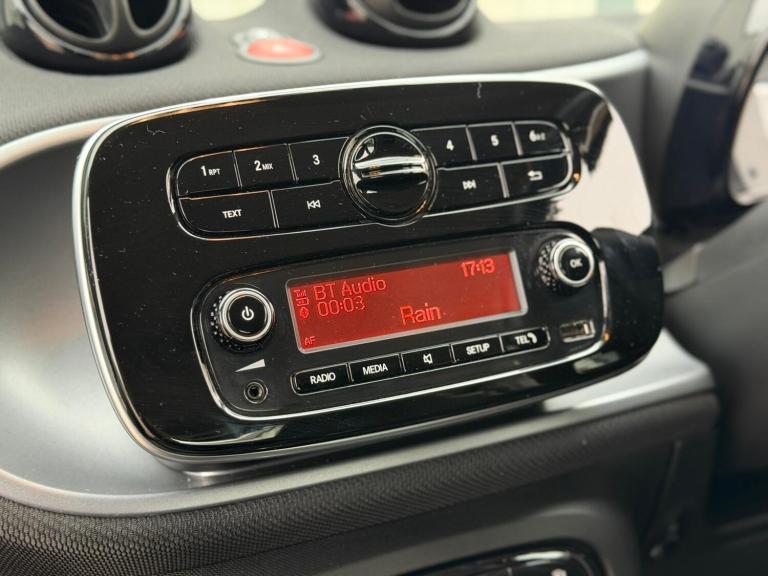 1 RPT 2 MIX 3 4 5 6
TEXT
BT Audio 17:13
00:03
Rain
AF
OK
RADIO MEDIA SETUP TEL